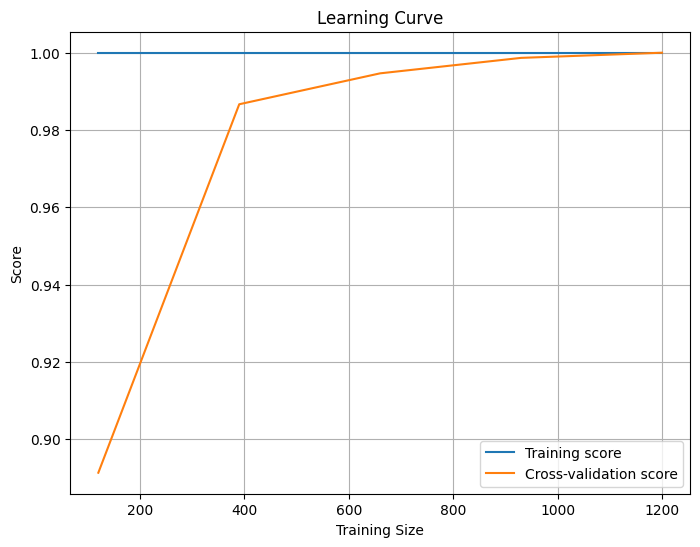 Learning Curve
1.00
0.98
0.96
0.94
0.92
0.90
Score
200 400 600 800 1000 1200
Training Size
Training score
Cross-validation score